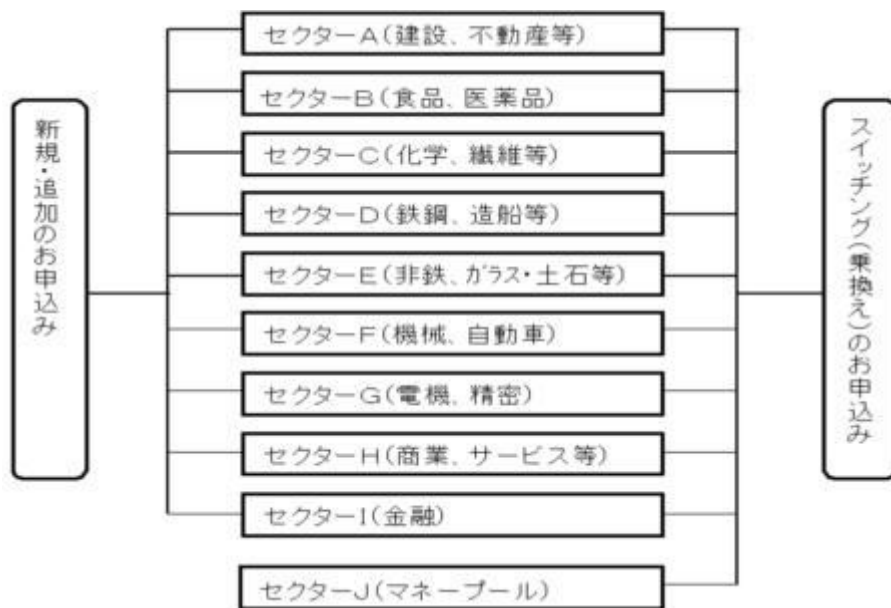 新規・追加のお申込み
セクターA(建設、不動産等)
セクターB(食品、医薬品)
セクターC(化学、繊維等)
セクターD(鉄鋼、造船等)
セクターE(非鉄、ガラス・土石等)
セクターF(機械、自動車)
セクターG(電機、精密)
セクターH(商業、サービス等)
セクターI(金融)
セクターJ(マネープール)
スイッチング(乗換え)のお申込み